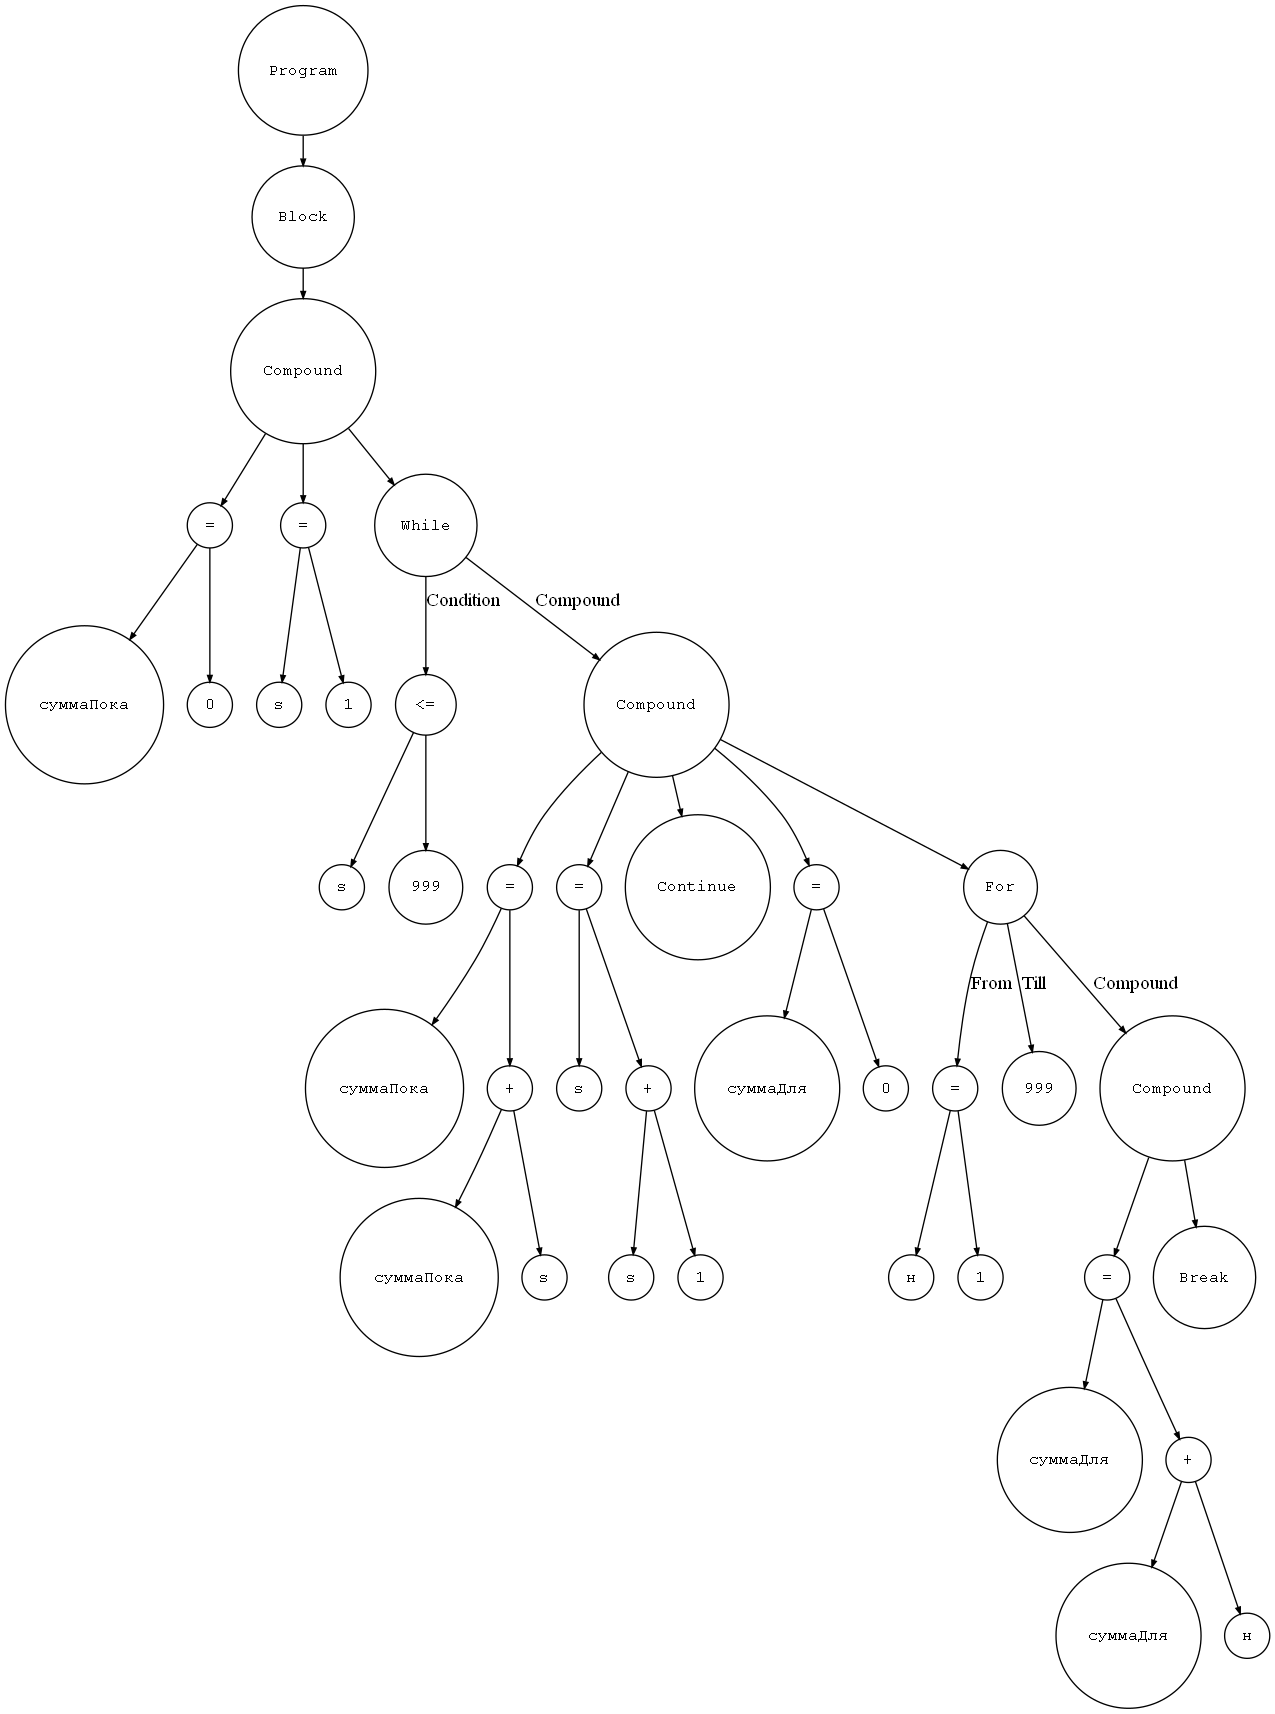 Program
Block
Compound
= = While
Condition Compound
суммаПока 0 s 1 <= Compound
s 999 = = Continue = For
From Till Compound
суммаПока + s + суммаДля 0 = 999 Compound
суммаПока s s 1 н 1 = Break
суммаДля +
суммаДля н